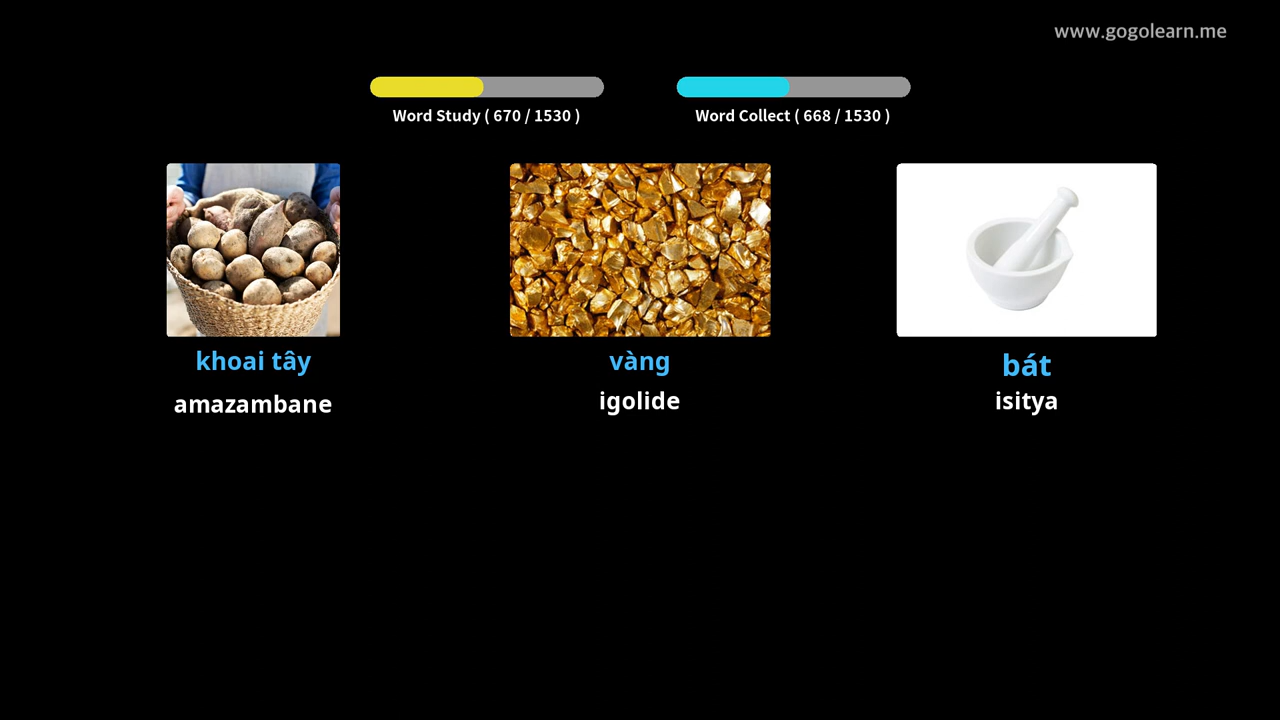 www.gogolearn.me
Word Study ( 670 / 1530 )
Word Collect ( 668 / 1530 )
khoai tây
vàng
bát
amazambane
igolide
isitya